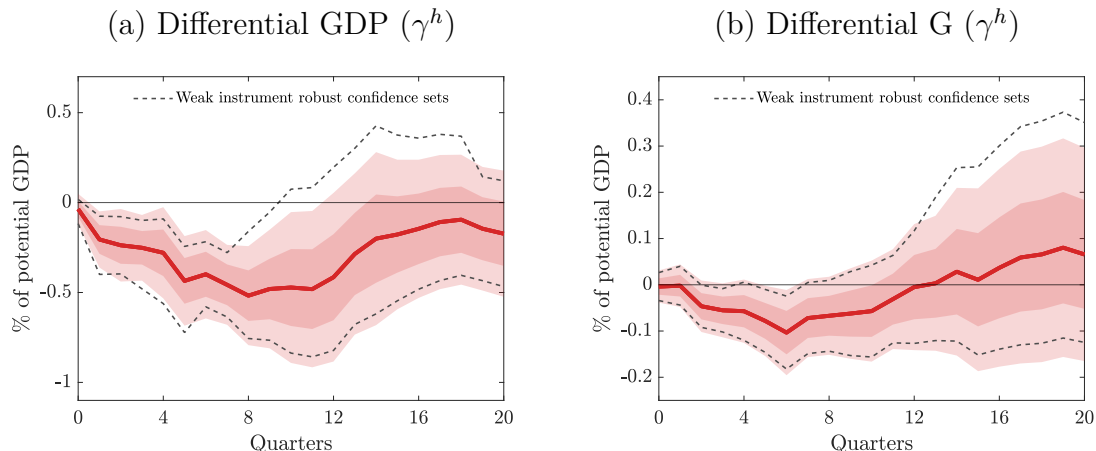 (a) Differential GDP (γ^h)
Weak instrument robust confidence sets
% of potential GDP
0.5
0
-0.5
-1
0 4 8 12 16 20
Quarters
(b) Differential G (γ^h)
Weak instrument robust confidence sets
% of potential GDP
0.4
0.3
0.2
0.1
0
-0.1
-0.2
0 4 8 12 16 20
Quarters